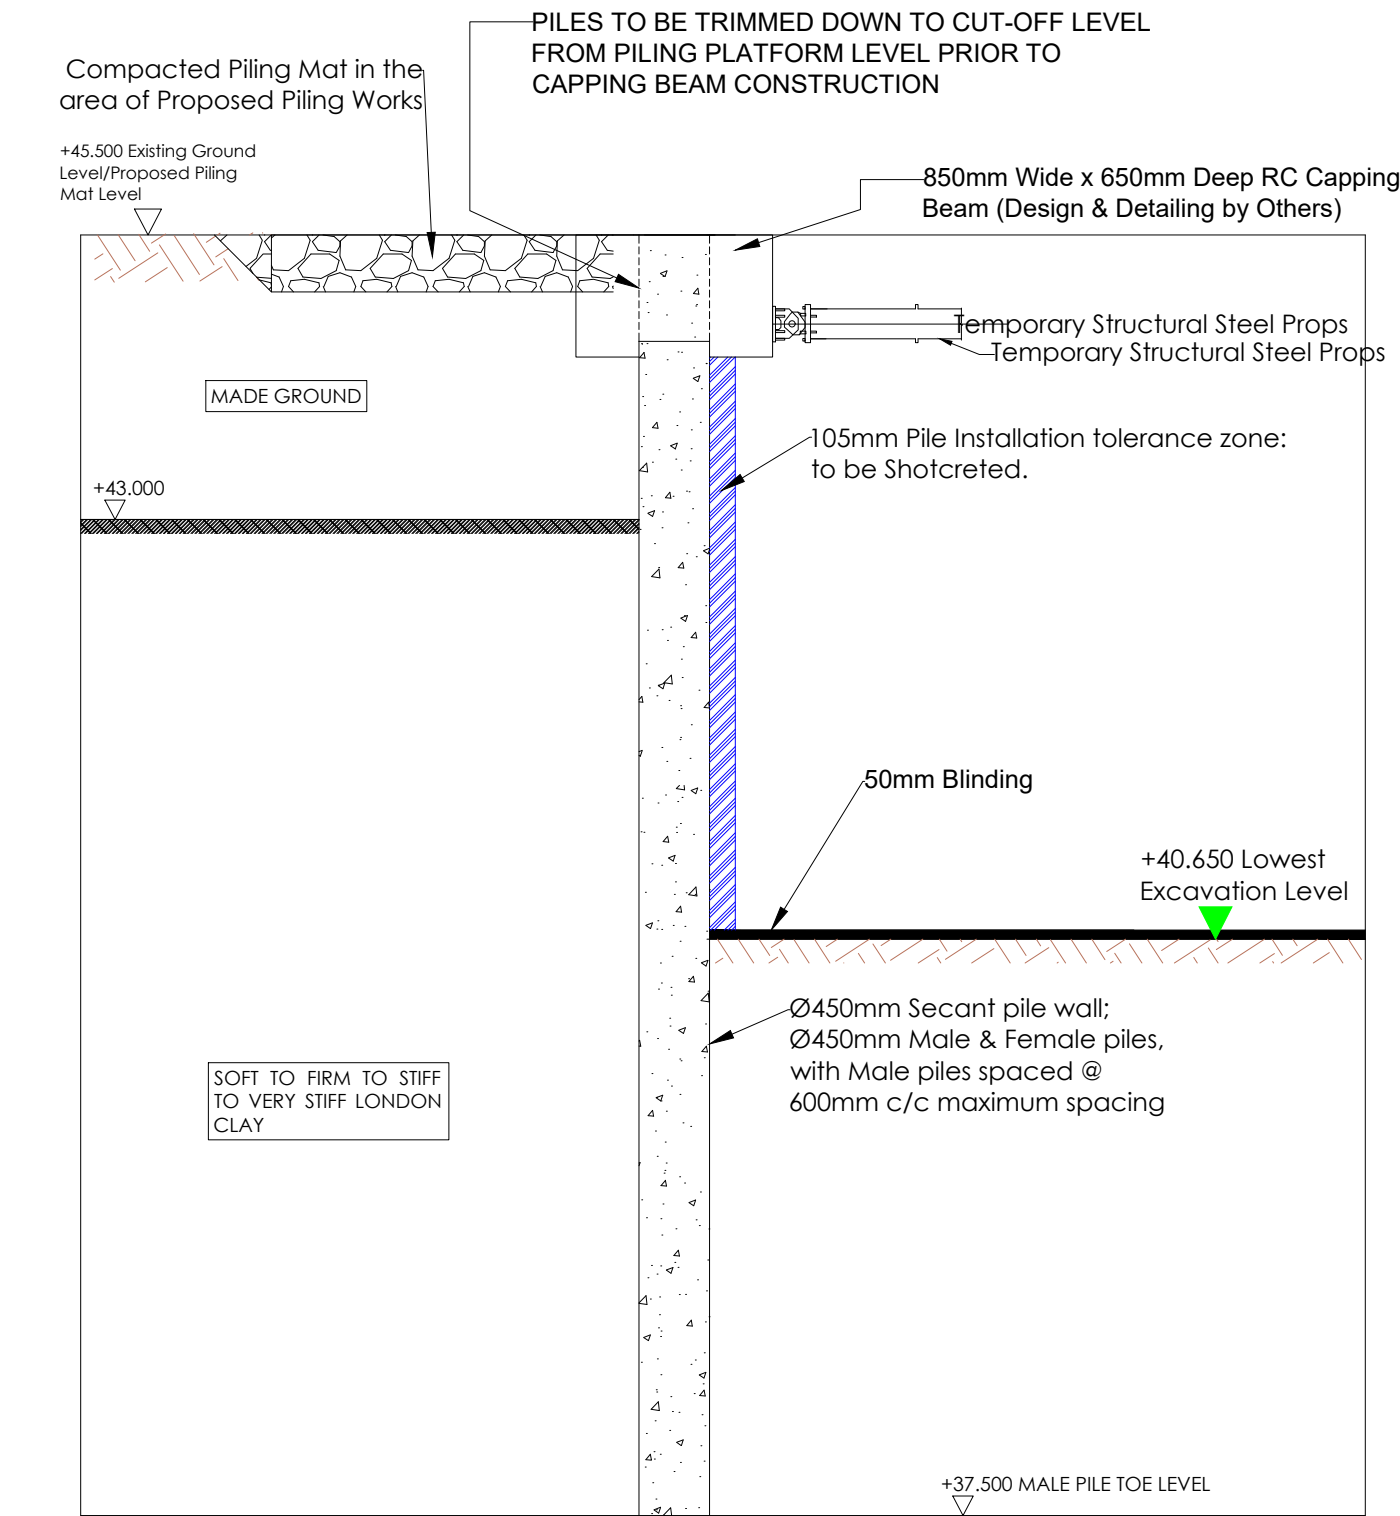 PILES TO BE TRIMMED DOWN TO CUT-OFF LEVEL
FROM PILING PLATFORM LEVEL PRIOR TO
CAPPING BEAM CONSTRUCTION
Compacted Piling Mat in the
area of Proposed Piling Works
+45.500 Existing Ground
Level/Proposed Piling
Mat Level
850mm Wide x 650mm Deep RC Capping
Beam (Design & Detailing by Others)
Temporary Structural Steel Props
Temporary Structural Steel Props
MADE GROUND
105mm Pile Installation tolerance zone:
to be Shotcreted.
+43.000
50mm Blinding
+40.650 Lowest
Excavation Level
Ø450mm Secant pile wall;
Ø450mm Male & Female piles,
with Male piles spaced @
600mm c/c maximum spacing
SOFT TO FIRM TO STIFF
TO VERY STIFF LONDON
CLAY
+37.500 MALE PILE TOE LEVEL